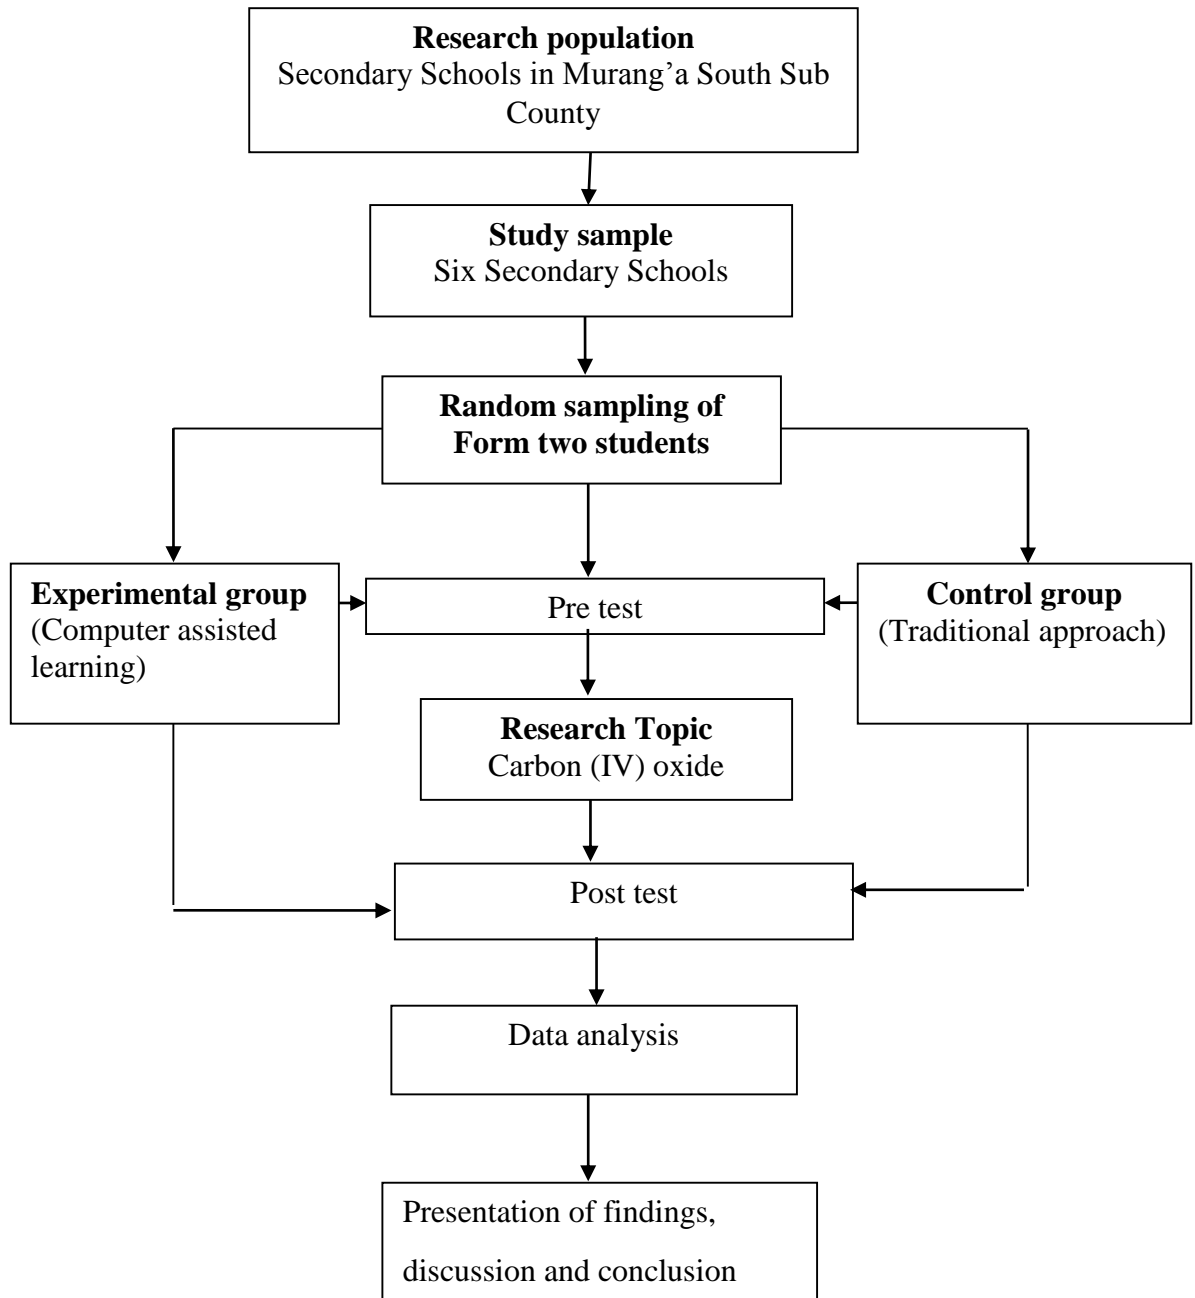 Research population
Secondary Schools in Murang’a South Sub
County
Study sample
Six Secondary Schools
Random sampling of
Form two students
Experimental group
(Computer assisted
learning)
Pre test
Control group
(Traditional approach)
Research Topic
Carbon (IV) oxide
Post test
Data analysis
Presentation of findings,
discussion and conclusion